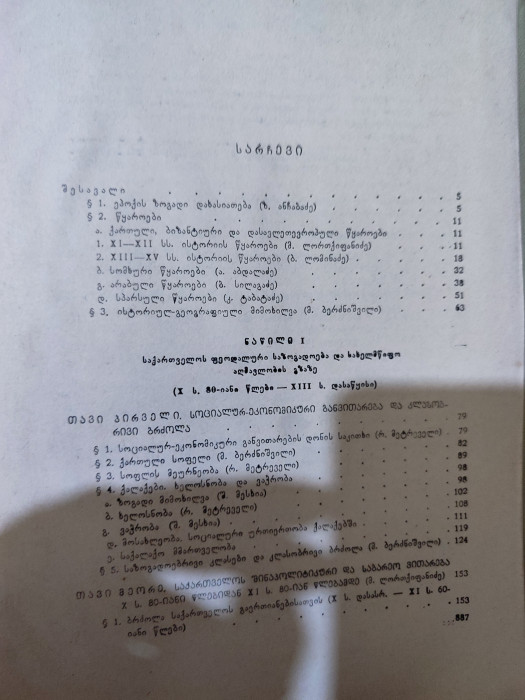 სარჩევი
შესავალი . . . . . . . . . . . 5
§ 1. ეპოქის ზოგადი დახასიათება (ზ. ანჩაბაძე) . . . . 5
§ 2. წყაროები . . . . . . . . . . 11
ა. ქართული, ბიზანტიური და დასავლეთევროპული წყაროები . . 11
1. XI—XII სს. ისტორიის წყაროები (მ. ლორთქიფანიძე) . . . 11
2. XIII—XV სს. ისტორიის წყაროები (ბ. ლომინაძე) . . . . 18
ბ. სომხური წყაროები (ა. აბდალაძე) . . . . . 32
გ. არაბული წყაროები (ბ. სილაგაძე) . . . . . 38
დ. სპარსული წყაროები (კ. ტაბატაძე) . . . . . 51
§ 3. ისტორიულ-გეოგრაფიული მიმოხილვა (მ. ბერძნიშვილი) . . . 63
ნაწილი I
საქართველოს ფეოდალური საზოგადოება და სახელმწიფო
აღმავლობის გზაზე
(X ს. 80-იანი წლები — XIII ს. დასაწყისი)
თავი პირველი. სოციალურ-ეკონომიკური განვითარება და კლასობ-
რივი ბრძოლა . . . . . . . . . . 79
§ 1. სოციალურ-ეკონომიკური განვითარების დონის საკითხი (რ. მეტრეველი) . 79
§ 2. ქართული სოფელი (მ. ბერძნიშვილი) . . . . . 82
§ 3. სოფლის მეურნეობა (რ. მეტრეველი) . . . . . 89
§ 4. ქალაქები. ხელოსნობა და ვაჭრობა . . . . . 98
ა. ზოგადი მიმოხილვა (შ. მესხია) . . . . . 98
ბ. ხელოსნობა (რ. მეტრეველი) . . . . . 102
გ. ვაჭრობა (შ. მესხია) . . . . . 108
დ. მოსახლეობა. სოციალური ურთიერთობა ქალაქებში . . . 111
ე. საქალაქო მმართველობა . . . . . 119
§ 5. საზოგადოებრივი კლასები და კლასობრივი ბრძოლა (მ. ბერძნიშვილი) . 124
თავი მეორე. საქართველოს შინაპოლიტიკური და საგარეო ვითარება
X ს. 80-იანი წლებიდან XI ს. 80-იან წლებამდე (მ. ლორთქიფანიძე) 153
§ 1. ბრძოლა საქართველოს გაერთიანებისათვის (X ს. დასასრ. — XI ს. 60-
იანი წლები) . . . . . . . . . 153
887